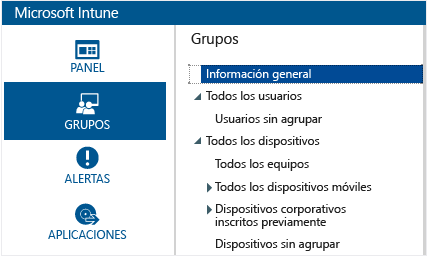 Microsoft Intune
PANEL
GRUPOS
ALERTAS
APLICACIONES
Grupos
Información general
Todos los usuarios
Usuarios sin agrupar
Todos los dispositivos
Todos los equipos
Todos los dispositivos móviles
Dispositivos corporativos
inscritos previamente
Dispositivos sin agrupar